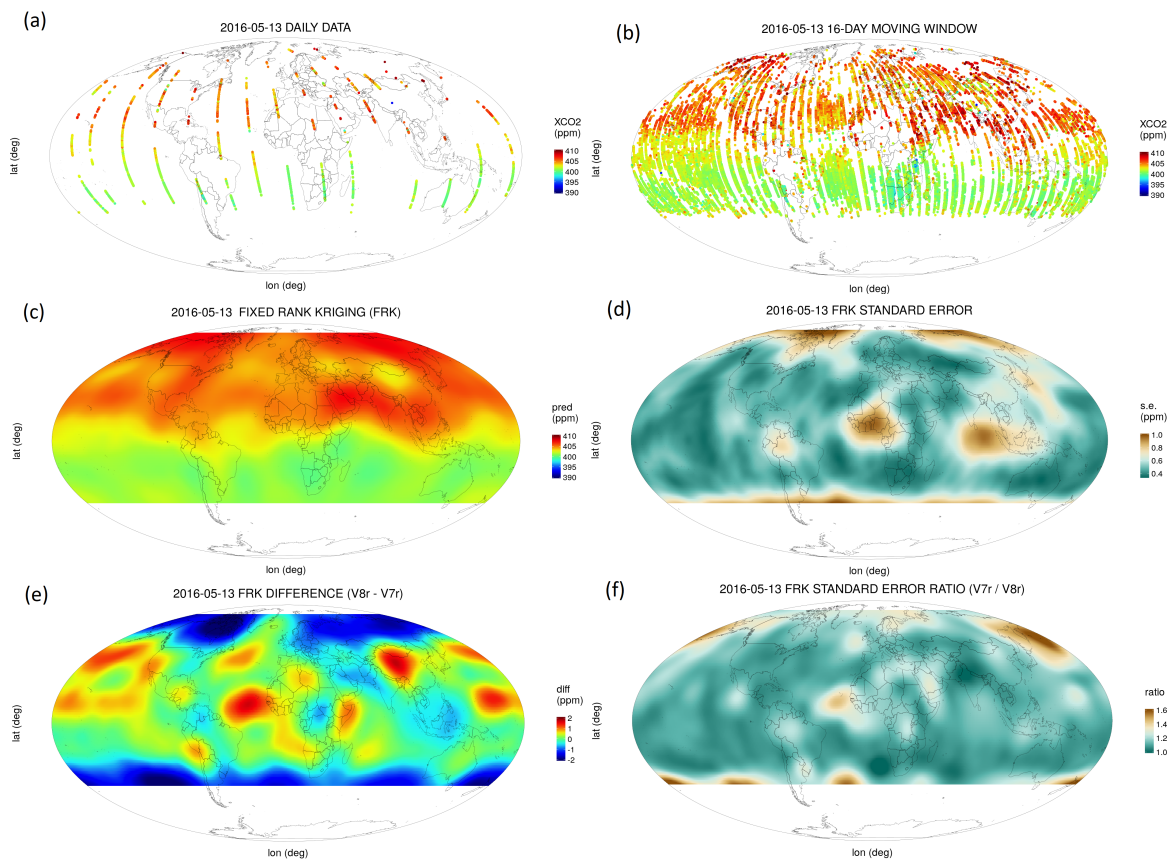 (a)
2016-05-13 DAILY DATA
lat (deg)
lon (deg)
XCO2
(ppm)
410
405
400
395
390
(b)
2016-05-13 16-DAY MOVING WINDOW
lat (deg)
lon (deg)
XCO2
(ppm)
410
405
400
395
390
(c)
2016-05-13 FIXED RANK KRIGING (FRK)
lat (deg)
lon (deg)
pred
(ppm)
410
405
400
395
390
(d)
2016-05-13 FRK STANDARD ERROR
lat (deg)
lon (deg)
s.e.
(ppm)
1.0
0.8
0.6
0.4
(e)
2016-05-13 FRK DIFFERENCE (V8r - V7r)
lat (deg)
lon (deg)
diff
(ppm)
2
1
0
-1
-2
(f)
2016-05-13 FRK STANDARD ERROR RATIO (V7r / V8r)
lat (deg)
lon (deg)
ratio
1.6
1.4
1.2
1.0